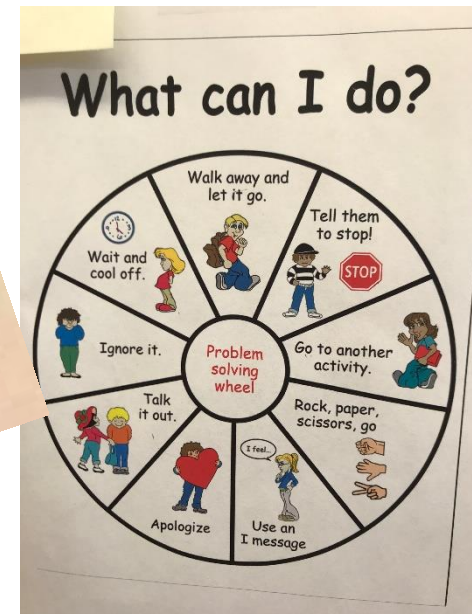 What can I do?
Walk away and
let it go.
Tell them
to stop!
STOP
Go to another
activity.
Rock, paper,
scissors, go
I feel...
Use an
I message
Apologize
Talk
it out.
Ignore it.
Wait and
cool off.
Problem
solving
wheel